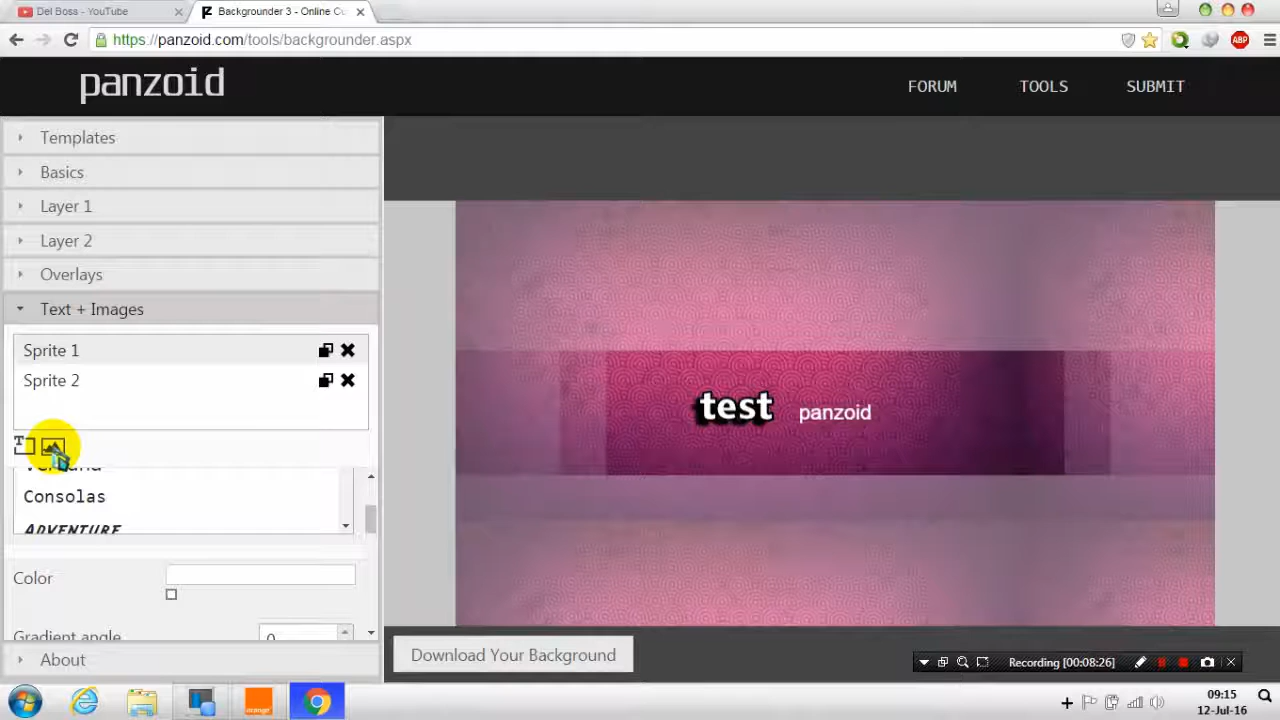 Del Boss - YouTube
Backgrounder 3 - Online Cu
https://panzoid.com/tools/backgrounder.aspx
ABP
panzoid
FORUM
TOOLS
SUBMIT
Templates
Basics
Layer 1
Layer 2
Overlays
Text + Images
Sprite 1
Sprite 2
T
Consolas
ADVENTURE
Color
Gradient angle
0
About
test
panzoid
Download Your Background
Recording [00:08:26]
orange
09:15
12-Jul-16